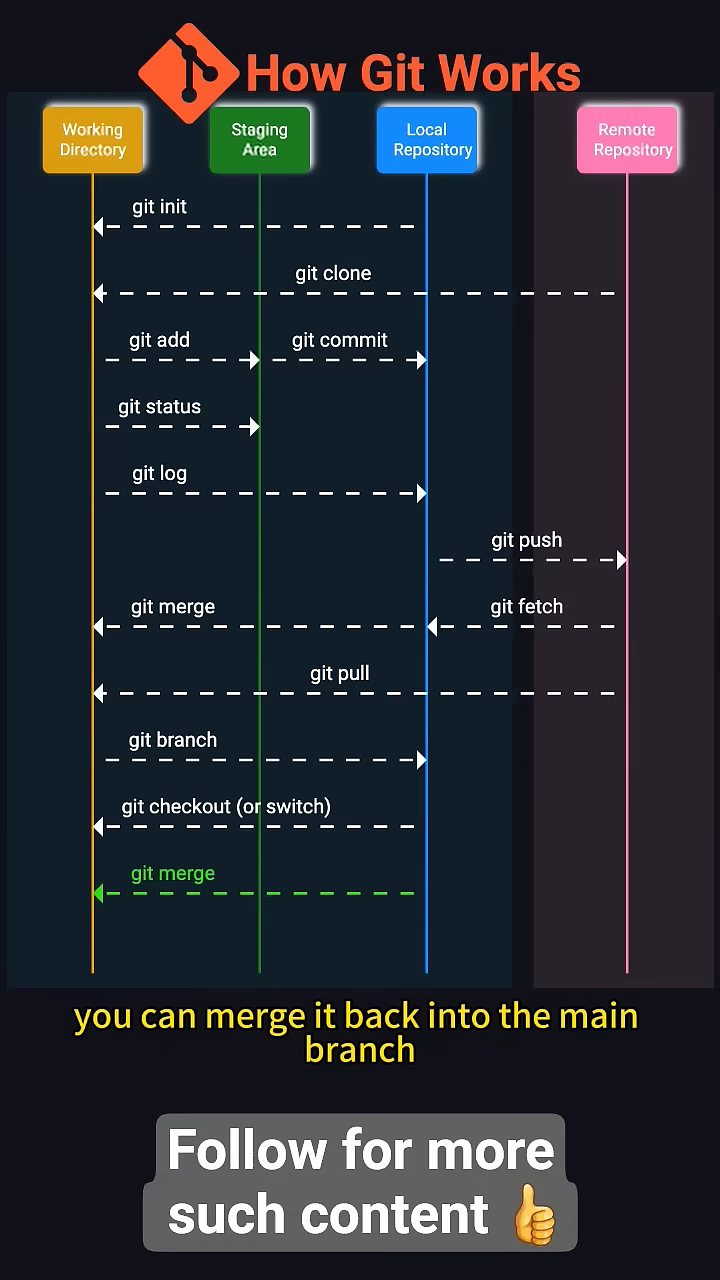 How Git Works
Working
Directory
Staging
Area
Local
Repository
Remote
Repository
git init
git clone
git add
git commit
git status
git log
git push
git merge
git fetch
git pull
git branch
git checkout (or switch)
git merge
you can merge it back into the main
branch
Follow for more
such content 👍